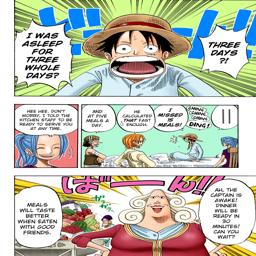 THREE
DAYS
?!
I WAS
ASLEEP
FOR
THREE
WHOLE
DAYS?
I
MISSED
15
MEALS!
HE
CALCULATED
THAT FAST
ENOUGH.
AND
AT FIVE
MEALS A
DAY.
HEE HEE, DON'T
WORRY, I TOLD THE
KITCHEN STAFF TO BE
READY TO SERVE YOU
AT ANY TIME.
ばーん!!
AH, THE
CAPTAIN IS
AWAKE!
DINNER
WILL BE
READY IN
30
MINUTES!
CAN YOU
WAIT?
MEALS
WILL TASTE
BETTER
WHEN EATEN
WITH GOOD
FRIENDS.